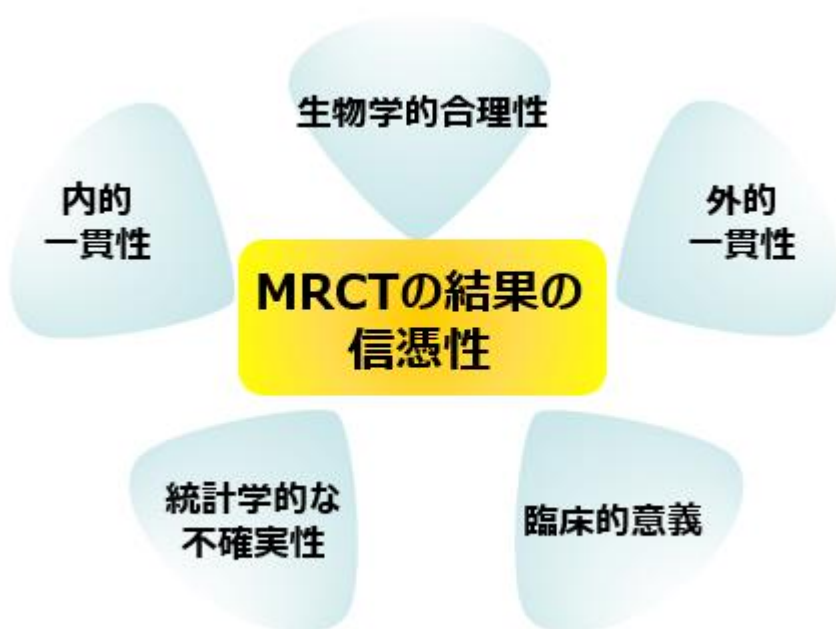 生物学的合理性
内的
一貫性
外的
一貫性
MRCTの結果の
信憑性
統計学的な
不確実性
臨床的意義